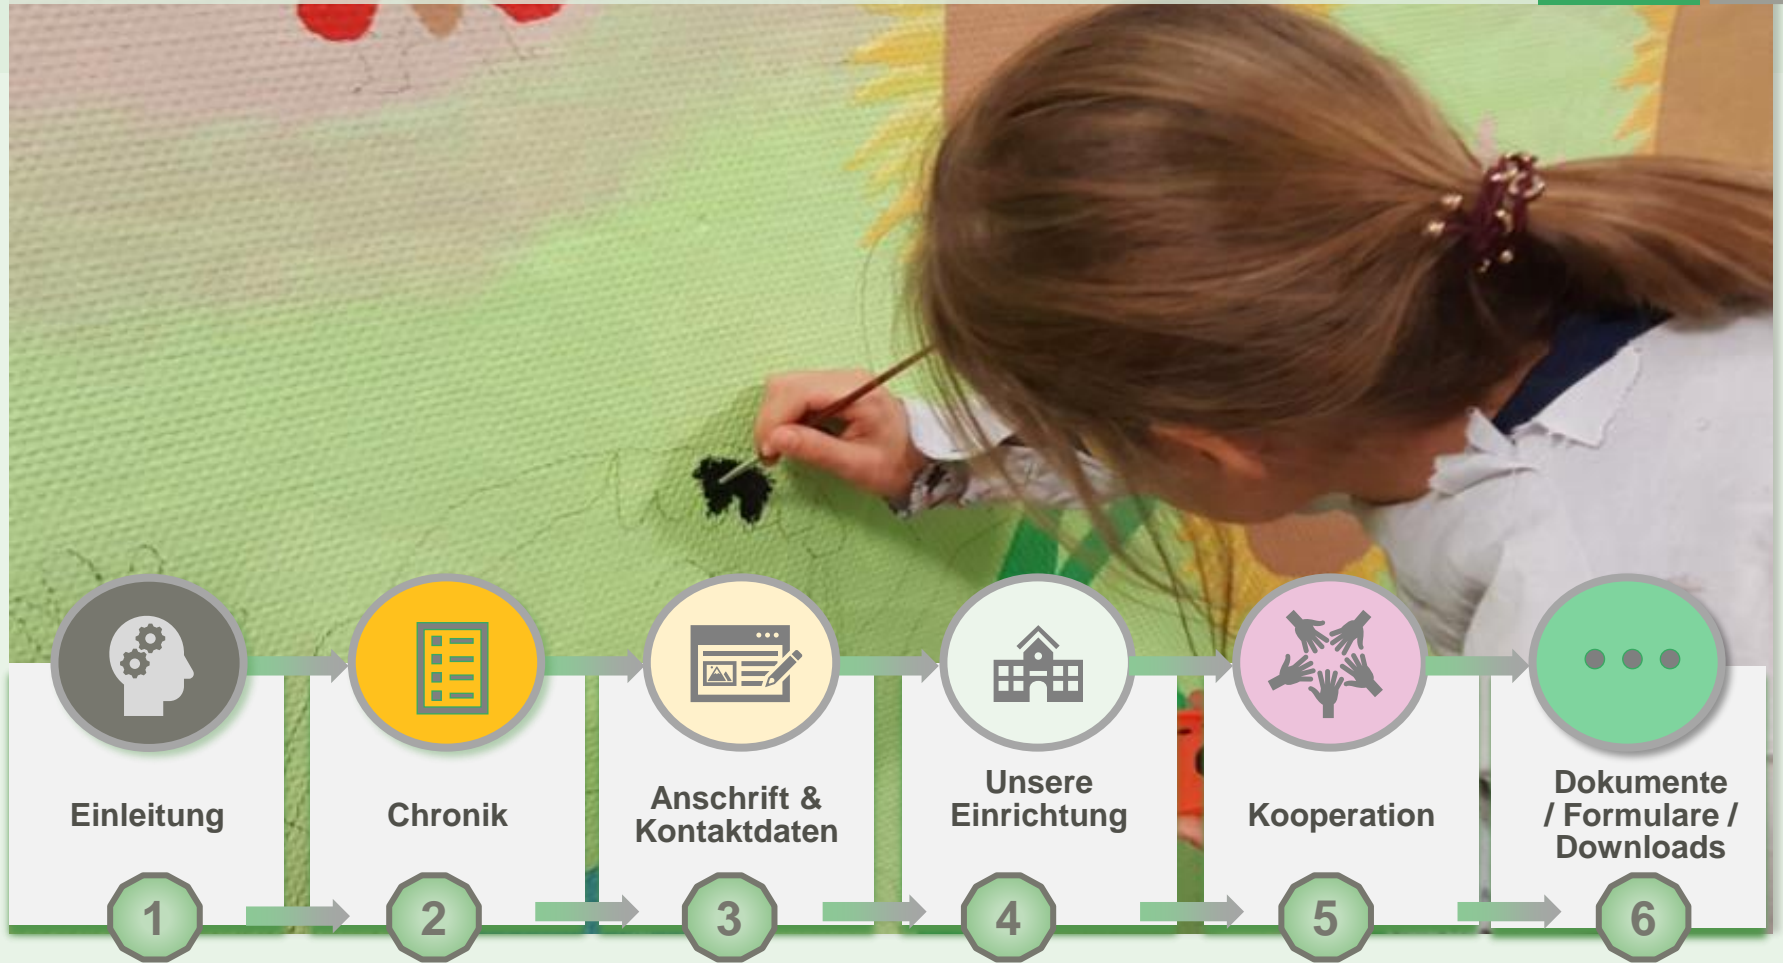 Einleitung
Chronik
Anschrift &
Kontaktdaten
Unsere
Einrichtung
Kooperation
Dokumente
/ Formulare /
Downloads
1
2
3
4
5
6